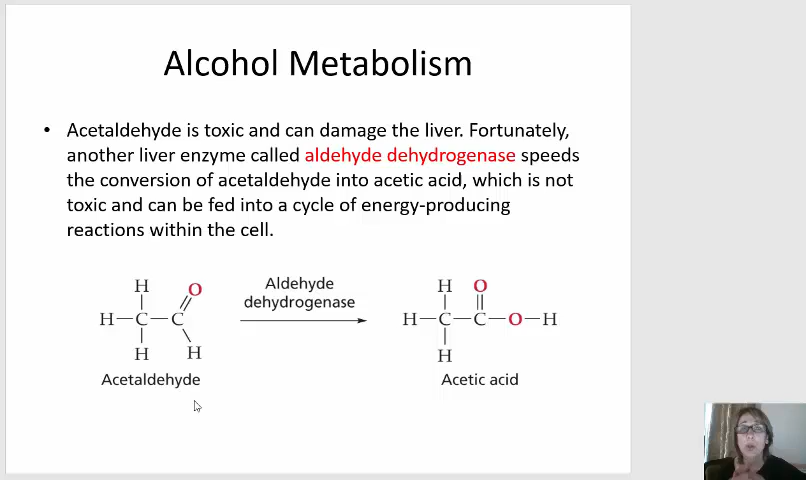 Alcohol Metabolism
• Acetaldehyde is toxic and can damage the liver. Fortunately,
another liver enzyme called aldehyde dehydrogenase speeds
the conversion of acetaldehyde into acetic acid, which is not
toxic and can be fed into a cycle of energy-producing
reactions within the cell.
H O
H—C—C
H H
Acetaldehyde
Aldehyde
dehydrogenase
H O
H—C—C—O—H
H
Acetic acid